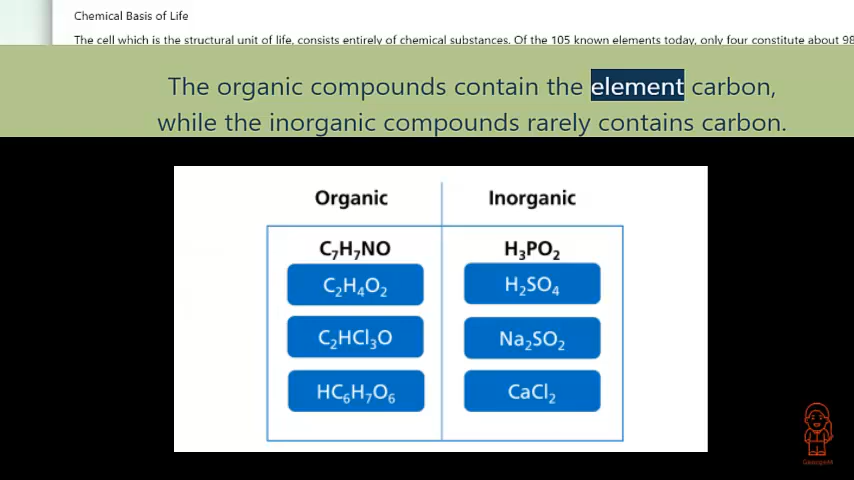 Chemical Basis of Life
The cell which is the structural unit of life, consists entirely of chemical substances. Of the 105 known elements today, only four constitute about 98
The organic compounds contain the element carbon,
while the inorganic compounds rarely contains carbon.
Organic Inorganic
C₇H₇NO H₃PO₂
C₂H₄O₂ H₂SO₄
C₂HCl₃O Na₂SO₂
HC₆H₇O₆ CaCl₂